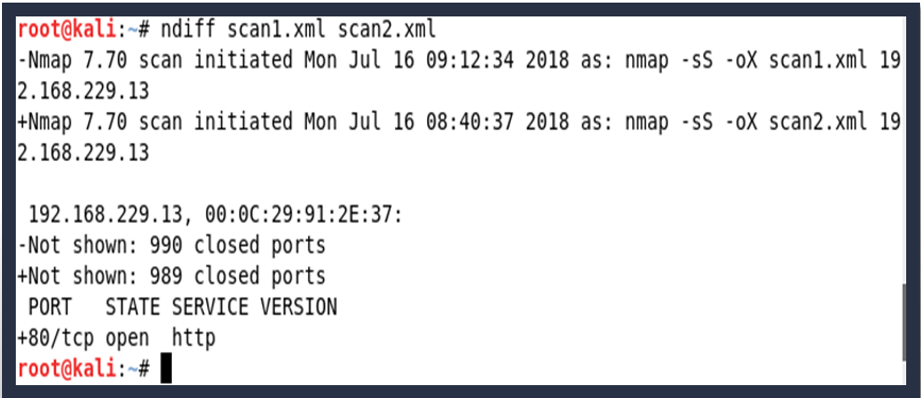 root@kali:~# ndiff scan1.xml scan2.xml
-Nmap 7.70 scan initiated Mon Jul 16 09:12:34 2018 as: nmap -sS -oX scan1.xml 19
2.168.229.13
+Nmap 7.70 scan initiated Mon Jul 16 08:40:37 2018 as: nmap -sS -oX scan2.xml 19
2.168.229.13
192.168.229.13, 00:0C:29:91:2E:37:
-Not shown: 990 closed ports
+Not shown: 989 closed ports
PORT   STATE SERVICE VERSION
+80/tcp open  http
root@kali:~#